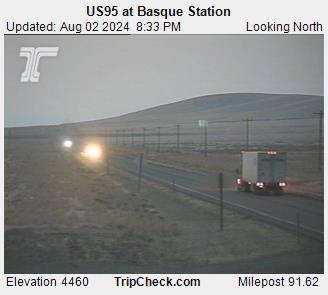 US95 at Basque Station
Updated: Aug 02 2024 8:33 PM Looking North
Elevation 4460 TripCheck.com Milepost 91.62